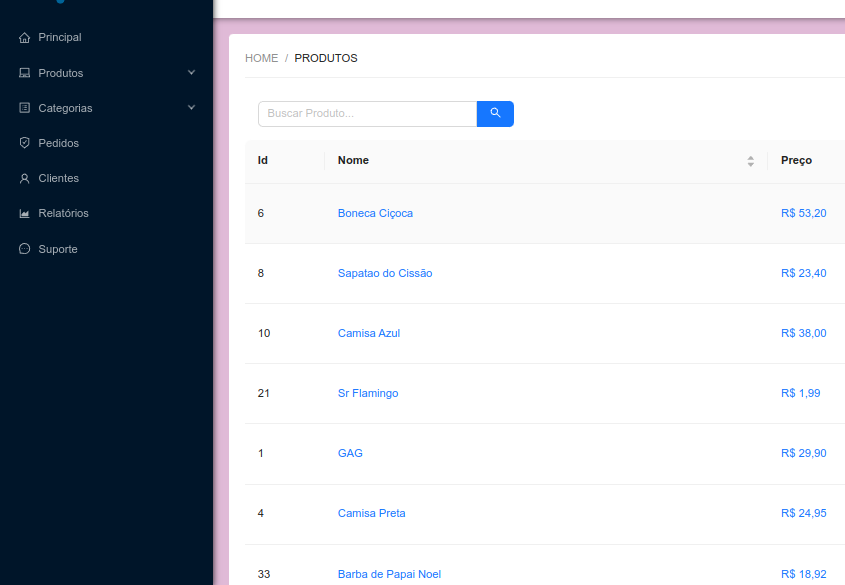 Principal
Produtos
Categorias
Pedidos
Clientes
Relatórios
Suporte
HOME / PRODUTOS
Buscar Produto...
Id Nome Preço
6 Boneca Ciçoca R$ 53,20
8 Sapatao do Cissão R$ 23,40
10 Camisa Azul R$ 38,00
21 Sr Flamingo R$ 1,99
1 GAG R$ 29,90
4 Camisa Preta R$ 24,95
33 Barba de Papai Noel R$ 18,92